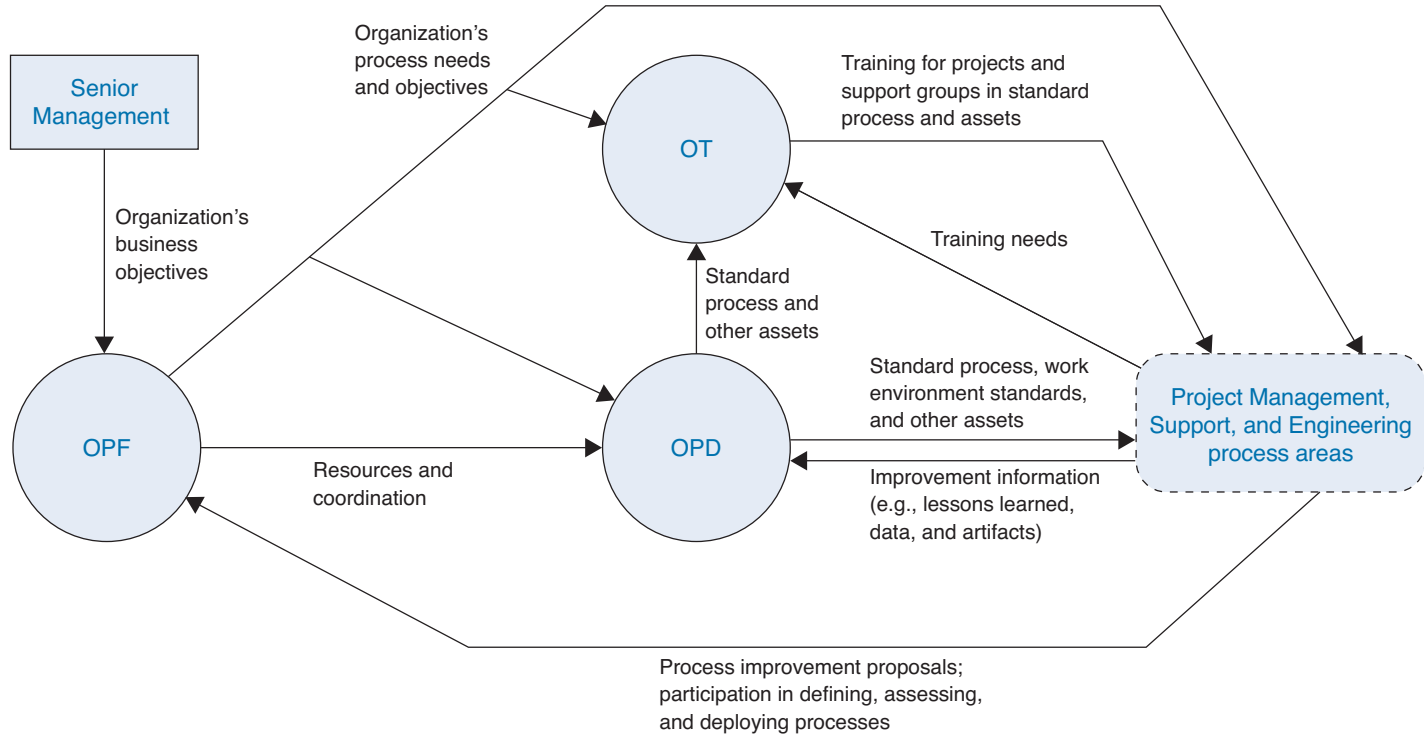 Organization’s
process needs
and objectives
Senior
Management
Training for projects and
support groups in standard
process and assets
OT
Organization’s
business
objectives
Training needs
Standard
process and
other assets
Standard process, work
environment standards,
and other assets
Project Management,
Support, and Engineering
process areas
OPF
OPD
Resources and
coordination
Improvement information
(e.g., lessons learned,
data, and artifacts)
Process improvement proposals;
participation in defining, assessing,
and deploying processes